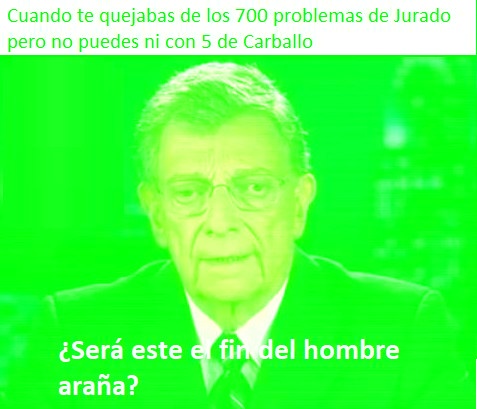 Cuando te quejabas de los 700 problemas de Jurado
pero no puedes ni con 5 de Carballo
¿Será este el fin del hombre
araña?